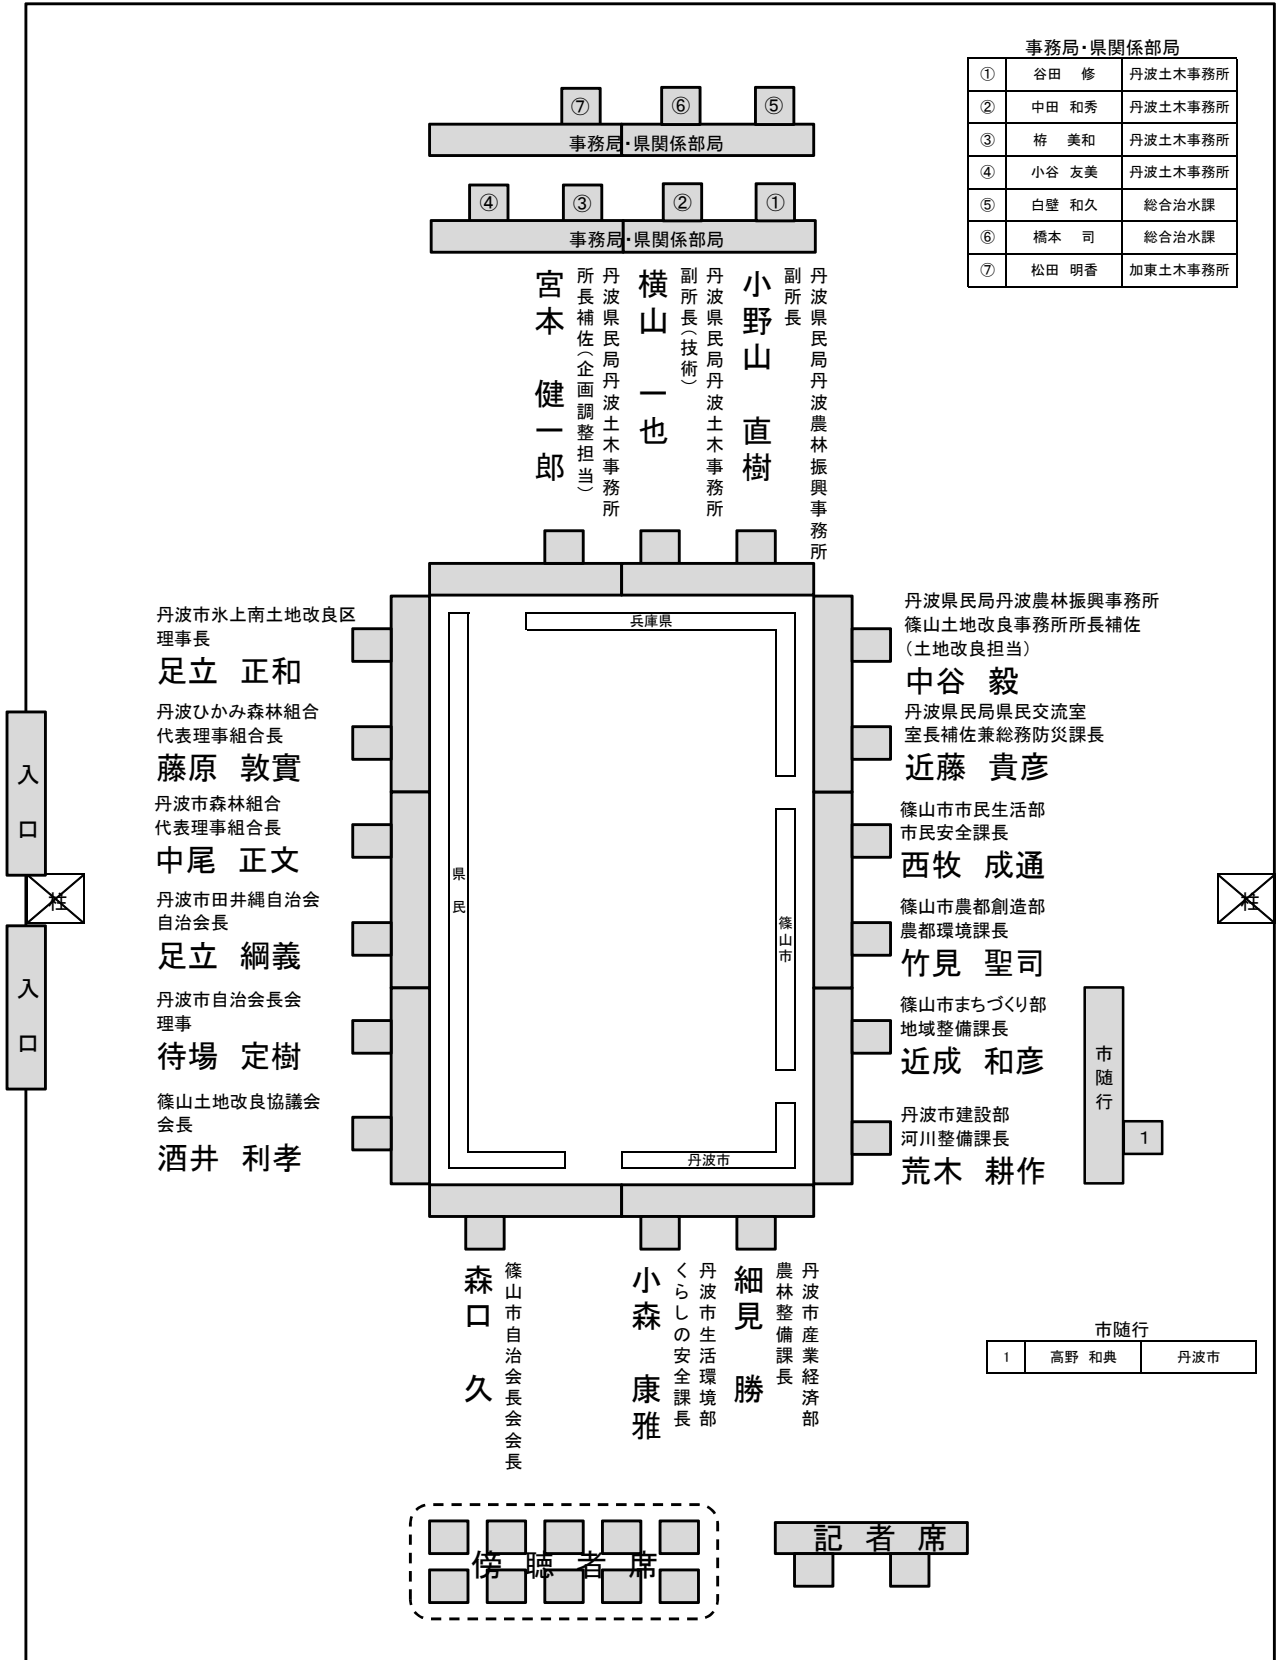 事務局・県関係部局
① 谷田 修 丹波土木事務所
② 中田 和秀 丹波土木事務所
③ 栫 美和 丹波土木事務所
④ 小谷 友美 丹波土木事務所
⑤ 白壁 和久 総合治水課
⑥ 橋本 司 総合治水課
⑦ 松田 明香 加東土木事務所
⑦ ⑥ ⑤
事務局・県関係部局
④ ③ ② ①
事務局・県関係部局
丹波県民局丹波農林振興事務所
副所長
小野山 直樹
丹波県民局丹波土木事務所
副所長（技術）
横山 一也
丹波県民局丹波土木事務所
所長補佐（企画調整担当）
宮本 健一郎
丹波市氷上南土地改良区
理事長
足立 正和
丹波ひかみ森林組合
代表理事組合長
藤原 敦實
丹波市森林組合
代表理事組合長
中尾 正文
丹波市田井縄自治会
自治会長
足立 綱義
丹波市自治会長会
理事
待場 定樹
篠山土地改良協議会
会長
酒井 利孝
入口
柱
入口
兵庫県
県民
篠山市
丹波市
丹波県民局丹波農林振興事務所
篠山土地改良事務所所長補佐
（土地改良担当）
中谷 毅
丹波県民局県民交流室
室長補佐兼総務防災課長
近藤 貴彦
篠山市市民生活部
市民安全課長
西牧 成通
篠山市農都創造部
農都環境課長
竹見 聖司
篠山市まちづくり部
地域整備課長
近成 和彦
丹波市建設部
河川整備課長
荒木 耕作
柱
市随行
1
丹波市産業経済部
農林整備課長
細見 勝
丹波市生活環境部
くらしの安全課長
小森 康雅
篠山市自治会長会会長
森口 久
市随行
1 高野 和典 丹波市
傍聴者席
記者席